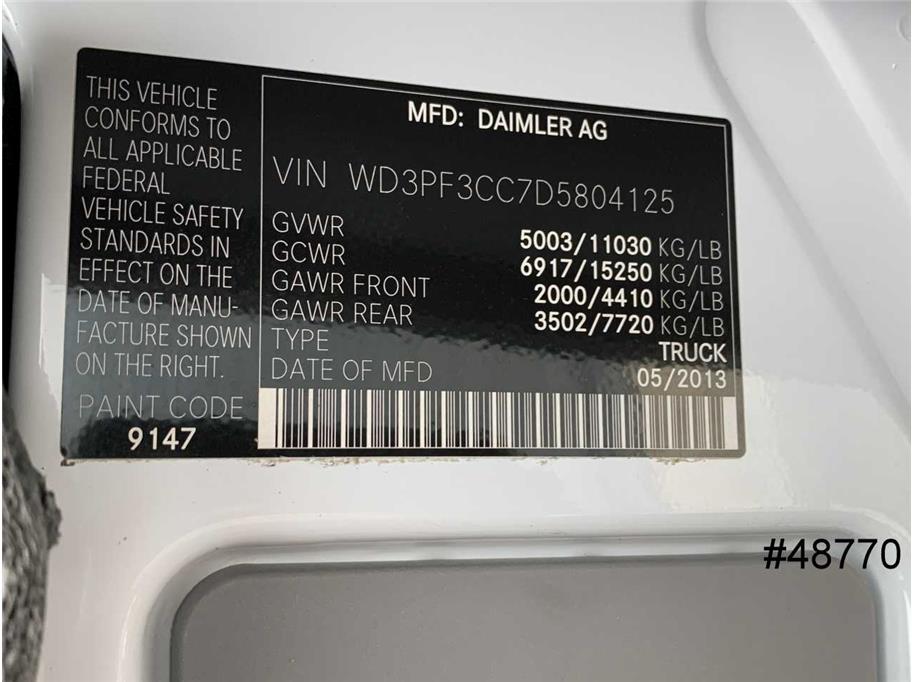 THIS VEHICLE
CONFORMS TO
ALL APPLICABLE
FEDERAL
VEHICLE SAFETY
STANDARDS IN
EFFECT ON THE
DATE OF MANU-
FACTURE SHOWN
ON THE RIGHT.
PAINT CODE
9147
MFD: DAIMLER AG
VIN WD3PF3CC7D5804125
GVWR 5003/11030 KG/LB
GCWR 6917/15250 KG/LB
GAWR FRONT 2000/4410 KG/LB
GAWR REAR 3502/7720 KG/LB
TYPE TRUCK
DATE OF MFD 05/2013
#48770